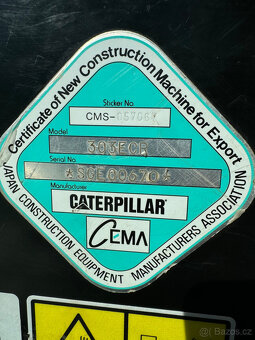 Certificate of New Construction Machine for Export
Sticker No
CMS-
Model
303ECR
Serial No
Manufacturer
CATERPILLAR
CEMA
JAPAN CONSTRUCTION EQUIPMENT MANUFACTURERS ASSOCIATION
Bazos.cz